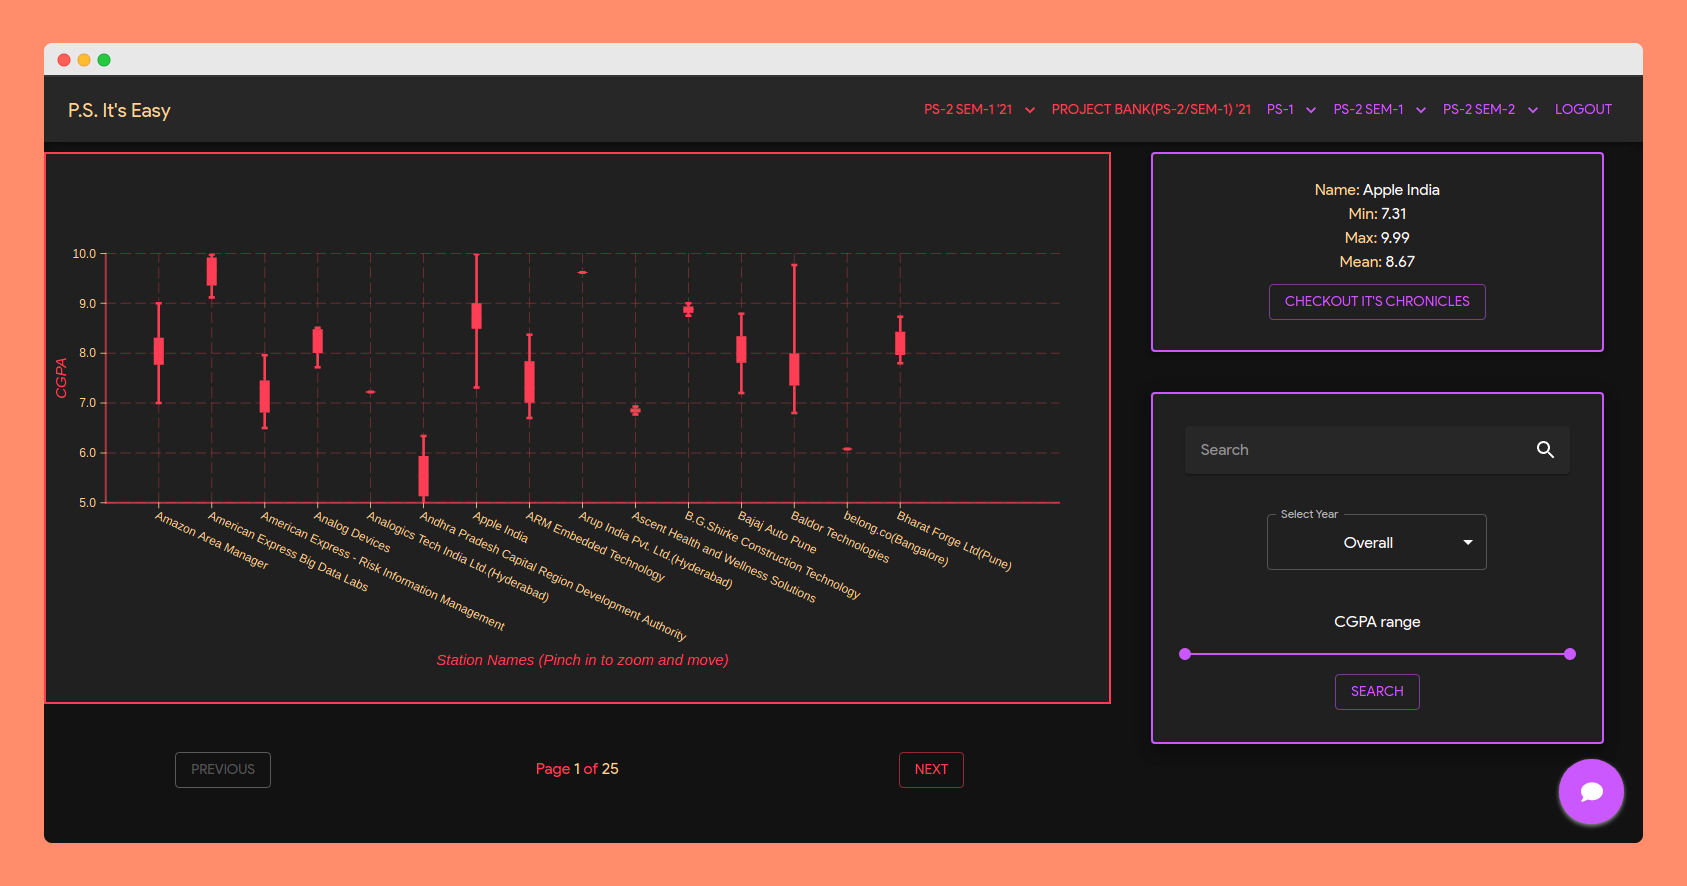 P.S. It's Easy
PS-2 SEM-1 '21
PROJECT BANK(PS-2/SEM-1) '21
PS-1
PS-2 SEM-1
PS-2 SEM-2
LOGOUT
10.0
9.0
8.0
7.0
6.0
5.0
CGPA
Amazon Area Manager
American Express Big Data Labs
American Express - Risk Information Management
Analog Devices
Analogics Tech India Ltd.(Hyderabad)
Andhra Pradesh Capital Region Development Authority
Apple India
ARM Embedded Technology
Arup India Pvt. Ltd.(Hyderabad)
Ascent Health and Wellness Solutions
B.G.Shirke Construction Technology
Bajaj Auto Pune
Baldor Technologies
belong.co(Bangalore)
Bharat Forge Ltd(Pune)
Station Names (Pinch in to zoom and move)
PREVIOUS
Page 1 of 25
NEXT
Name: Apple India
Min: 7.31
Max: 9.99
Mean: 8.67
CHECKOUT IT'S CHRONICLES
Search
Select Year
Overall
CGPA range
SEARCH